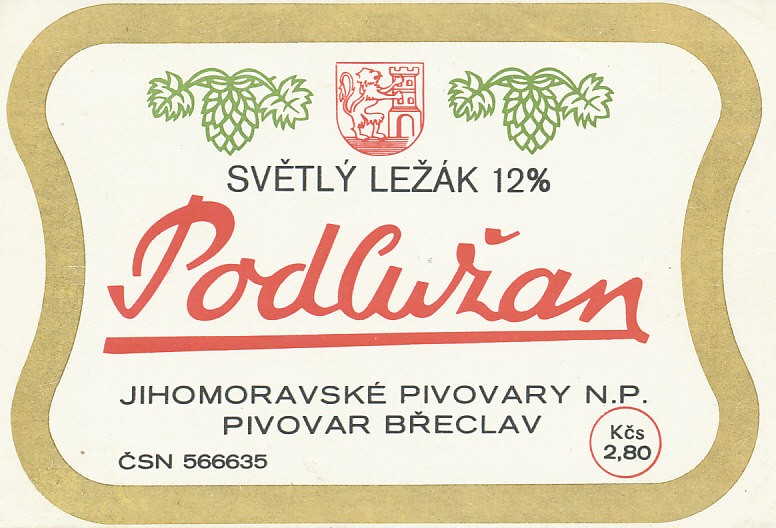 SVĚTLÝ LEŽÁK 12%
Podlužan
JIHOMORAVSKÉ PIVOVARY N.P.
PIVOVAR BŘECLAV
ČSN 566635
Kčs
2,80